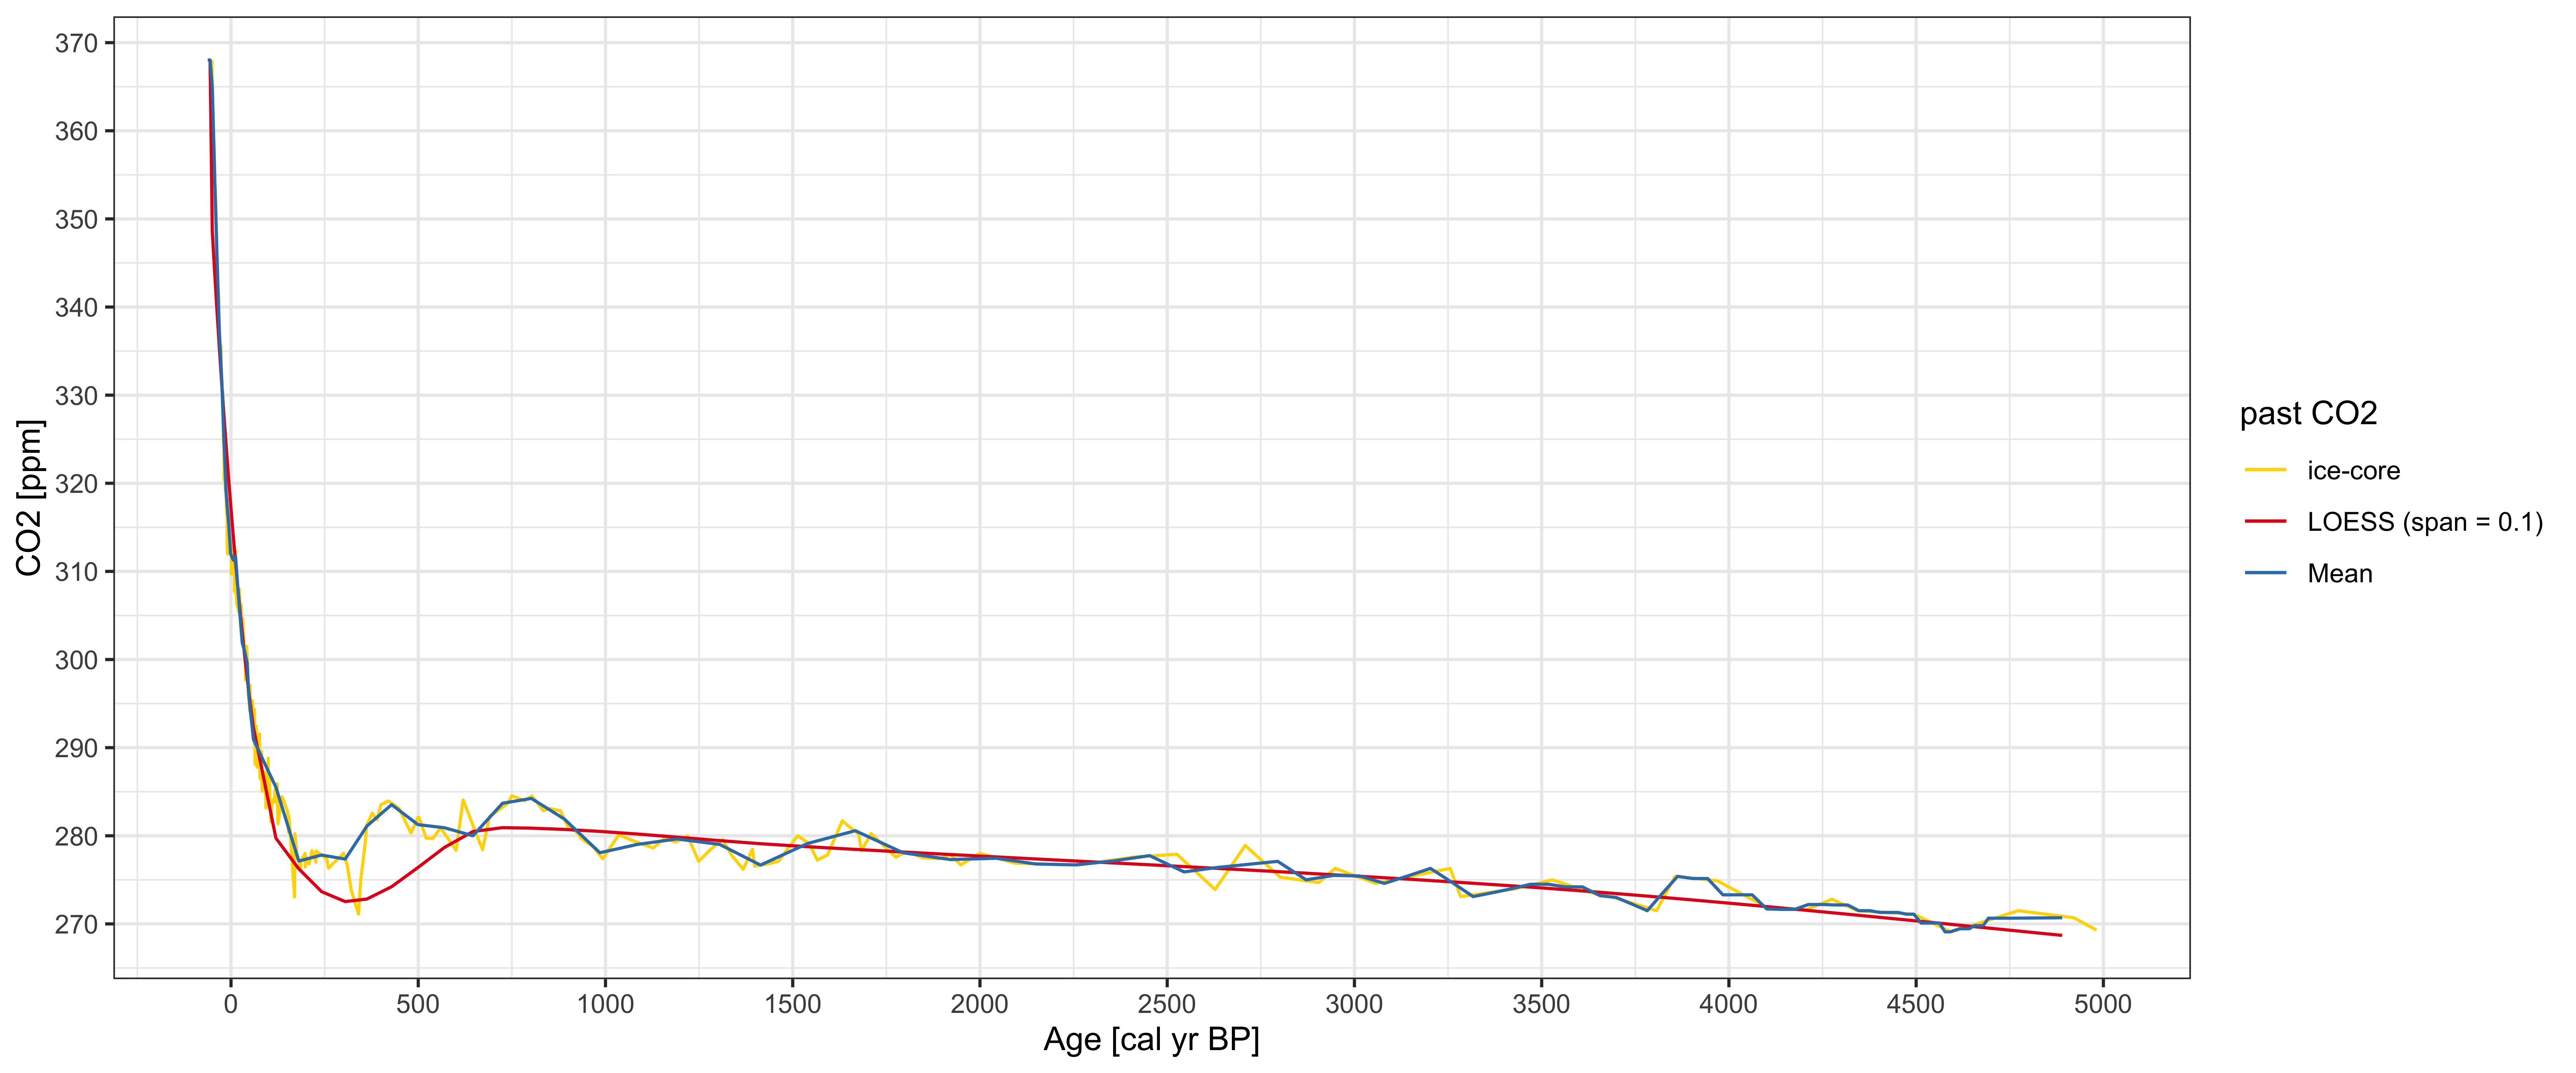 370
360
350
340
330
320
310
300
290
280
270
CO2 [ppm]
0 500 1000 1500 2000 2500 3000 3500 4000 4500 5000
Age [cal yr BP]
past CO2
ice-core
LOESS (span = 0.1)
Mean